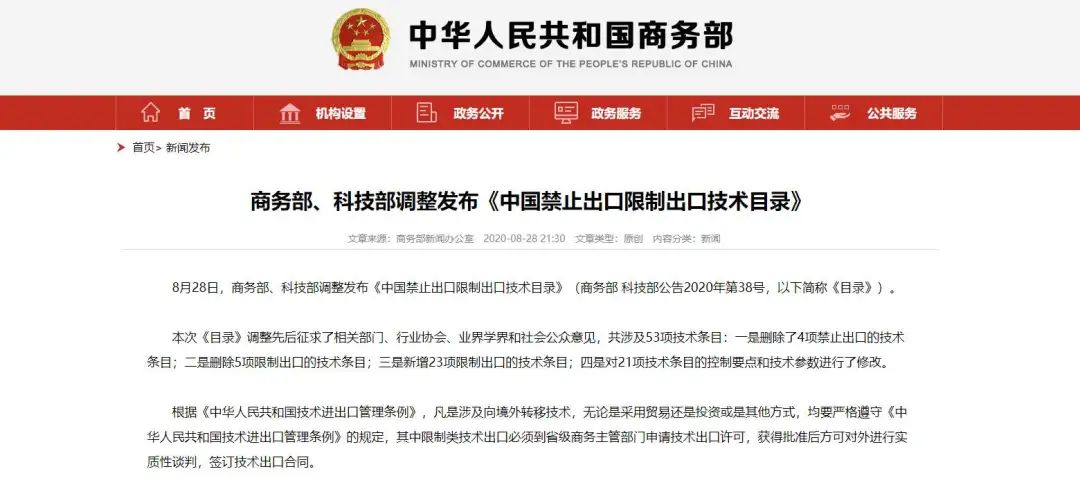 中华人民共和国商务部
MINISTRY OF COMMERCE OF THE PEOPLE'S REPUBLIC OF CHINA
首 页 机构设置 政务公开 政务服务 互动交流 公共服务
首页> 新闻发布
商务部、科技部调整发布《中国禁止出口限制出口技术目录》
文章来源：商务部新闻办公室 2020-08-28 21:30 文章类型：原创 内容分类：新闻
8月28日，商务部、科技部调整发布《中国禁止出口限制出口技术目录》（商务部 科技部公告2020年第38号，以下简称《目录》）。
本次《目录》调整先后征求了相关部门、行业协会、业界学界和社会公众意见，共涉及53项技术条目：一是删除了4项禁止出口的技术
条目；二是删除5项限制出口的技术条目；三是新增23项限制出口的技术条目；四是对21项技术条目的控制要点和技术参数进行了修改。
根据《中华人民共和国技术进出口管理条例》，凡是涉及向境外转移技术，无论是采用贸易还是投资或是其他方式，均要严格遵守《中
华人民共和国技术进出口管理条例》的规定，其中限制类技术出口必须到省级商务主管部门申请技术出口许可，获得批准后方可对外进行实
质性谈判，签订技术出口合同。